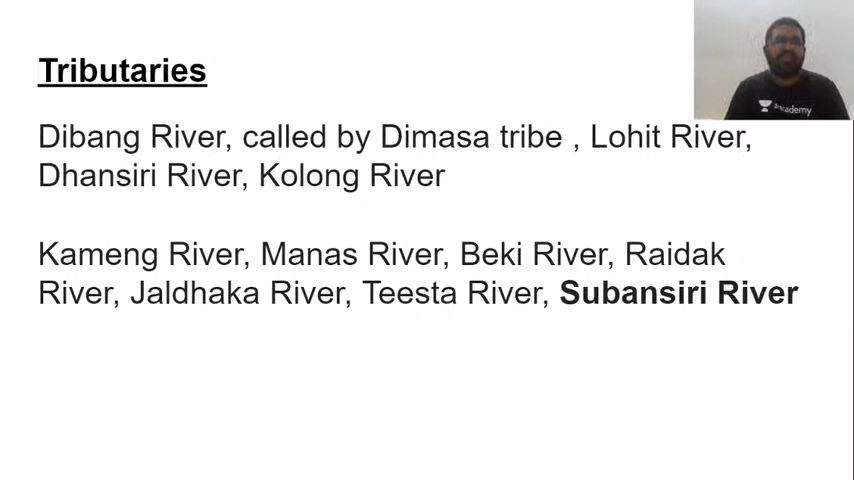 Tributaries
Dibang River, called by Dimasa tribe , Lohit River,
Dhansiri River, Kolong River
Kameng River, Manas River, Beki River, Raidak
River, Jaldhaka River, Teesta River, Subansiri River